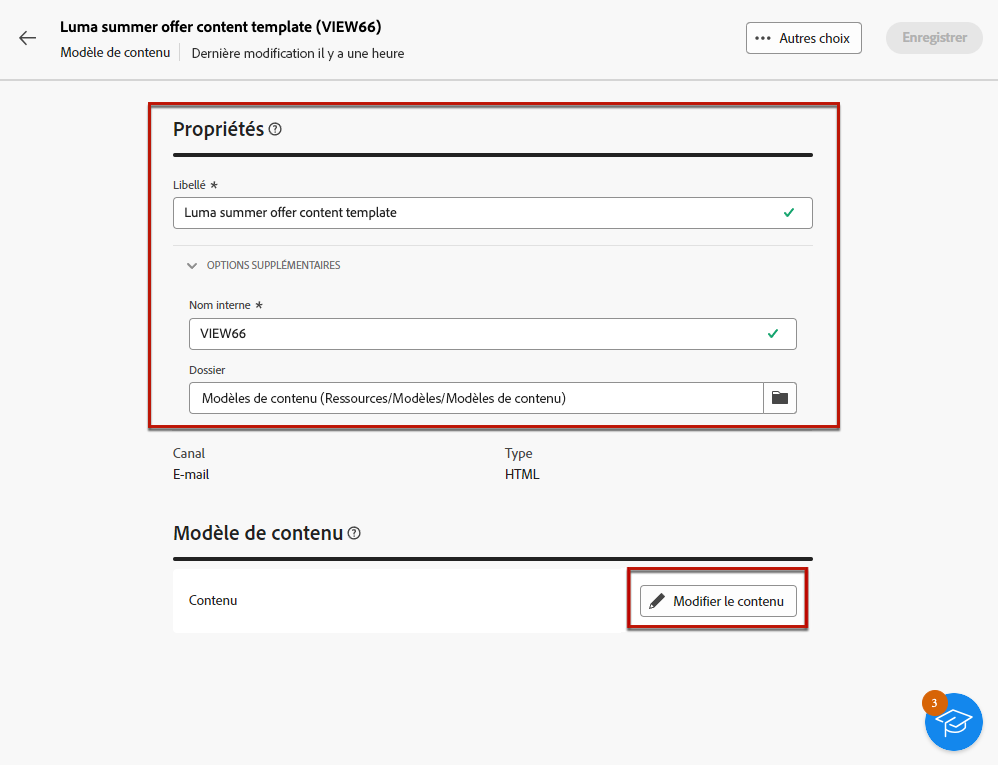 Luma summer offer content template (VIEW66)
Modèle de contenu Dernière modification il y a une heure
Autres choix
Enregistrer
Propriétés
Libellé *
Luma summer offer content template
OPTIONS SUPPLÉMENTAIRES
Nom interne *
VIEW66
Dossier
Modèles de contenu (Ressources/Modèles/Modèles de contenu)
Canal
E-mail
Type
HTML
Modèle de contenu
Contenu
Modifier le contenu
3